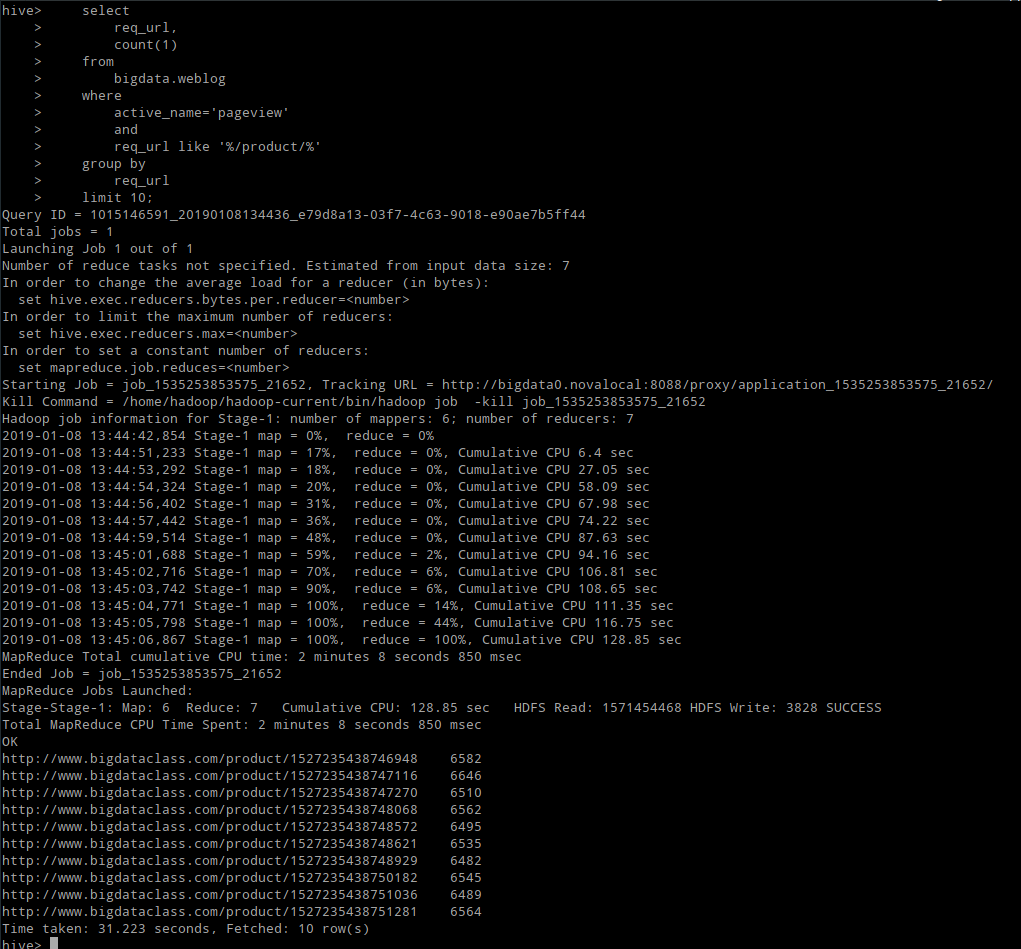 hive>     select
    >         req_url,
    >         count(1)
    >     from
    >         bigdata.weblog
    >     where
    >         active_name='pageview'
    >         and
    >         req_url like '%/product/%'
    >     group by
    >         req_url
    >     limit 10;
Query ID = 1015146591_20190108134436_e79d8a13-03f7-4c63-9018-e90ae7b5ff44
Total jobs = 1
Launching Job 1 out of 1
Number of reduce tasks not specified. Estimated from input data size: 7
In order to change the average load for a reducer (in bytes):
  set hive.exec.reducers.bytes.per.reducer=<number>
In order to limit the maximum number of reducers:
  set hive.exec.reducers.max=<number>
In order to set a constant number of reducers:
  set mapreduce.job.reduces=<number>
Starting Job = job_1535253853575_21652, Tracking URL = http://bigdata0.novalocal:8088/proxy/application_1535253853575_21652/
Kill Command = /home/hadoop/hadoop-current/bin/hadoop job  -kill job_1535253853575_21652
Hadoop job information for Stage-1: number of mappers: 6; number of reducers: 7
2019-01-08 13:44:42,854 Stage-1 map = 0%,  reduce = 0%
2019-01-08 13:44:51,233 Stage-1 map = 17%,  reduce = 0%, Cumulative CPU 6.4 sec
2019-01-08 13:44:53,292 Stage-1 map = 18%,  reduce = 0%, Cumulative CPU 27.05 sec
2019-01-08 13:44:54,324 Stage-1 map = 20%,  reduce = 0%, Cumulative CPU 58.09 sec
2019-01-08 13:44:56,402 Stage-1 map = 31%,  reduce = 0%, Cumulative CPU 67.98 sec
2019-01-08 13:44:57,442 Stage-1 map = 36%,  reduce = 0%, Cumulative CPU 74.22 sec
2019-01-08 13:44:59,514 Stage-1 map = 48%,  reduce = 0%, Cumulative CPU 87.63 sec
2019-01-08 13:45:01,688 Stage-1 map = 59%,  reduce = 2%, Cumulative CPU 94.16 sec
2019-01-08 13:45:02,716 Stage-1 map = 70%,  reduce = 6%, Cumulative CPU 106.81 sec
2019-01-08 13:45:03,742 Stage-1 map = 90%,  reduce = 6%, Cumulative CPU 108.65 sec
2019-01-08 13:45:04,771 Stage-1 map = 100%,  reduce = 14%, Cumulative CPU 111.35 sec
2019-01-08 13:45:05,798 Stage-1 map = 100%,  reduce = 44%, Cumulative CPU 116.75 sec
2019-01-08 13:45:06,867 Stage-1 map = 100%,  reduce = 100%, Cumulative CPU 128.85 sec
MapReduce Total cumulative CPU time: 2 minutes 8 seconds 850 msec
Ended Job = job_1535253853575_21652
MapReduce Jobs Launched:
Stage-Stage-1: Map: 6  Reduce: 7   Cumulative CPU: 128.85 sec   HDFS Read: 1571454468 HDFS Write: 3828 SUCCESS
Total MapReduce CPU Time Spent: 2 minutes 8 seconds 850 msec
OK
http://www.bigdataclass.com/product/1527235438746948    6582
http://www.bigdataclass.com/product/1527235438747116    6646
http://www.bigdataclass.com/product/1527235438747270    6510
http://www.bigdataclass.com/product/1527235438748068    6562
http://www.bigdataclass.com/product/1527235438748572    6495
http://www.bigdataclass.com/product/1527235438748621    6535
http://www.bigdataclass.com/product/1527235438748929    6482
http://www.bigdataclass.com/product/1527235438750182    6545
http://www.bigdataclass.com/product/1527235438751036    6489
http://www.bigdataclass.com/product/1527235438751281    6564
Time taken: 31.223 seconds, Fetched: 10 row(s)
hive>